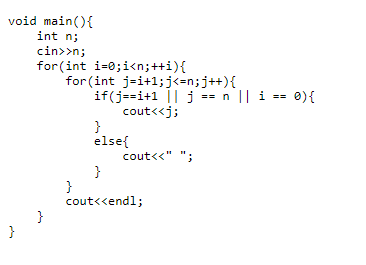 void main(){
    int n;
    cin>>n;
    for(int i=0;i<n;++i){
        for(int j=i+1;j<=n;j++){
            if(j==i+1 || j == n || i == 0){
                cout<<j;
            }
            else{
                cout<<" ";
            }
        }
        cout<<endl;
    }
}